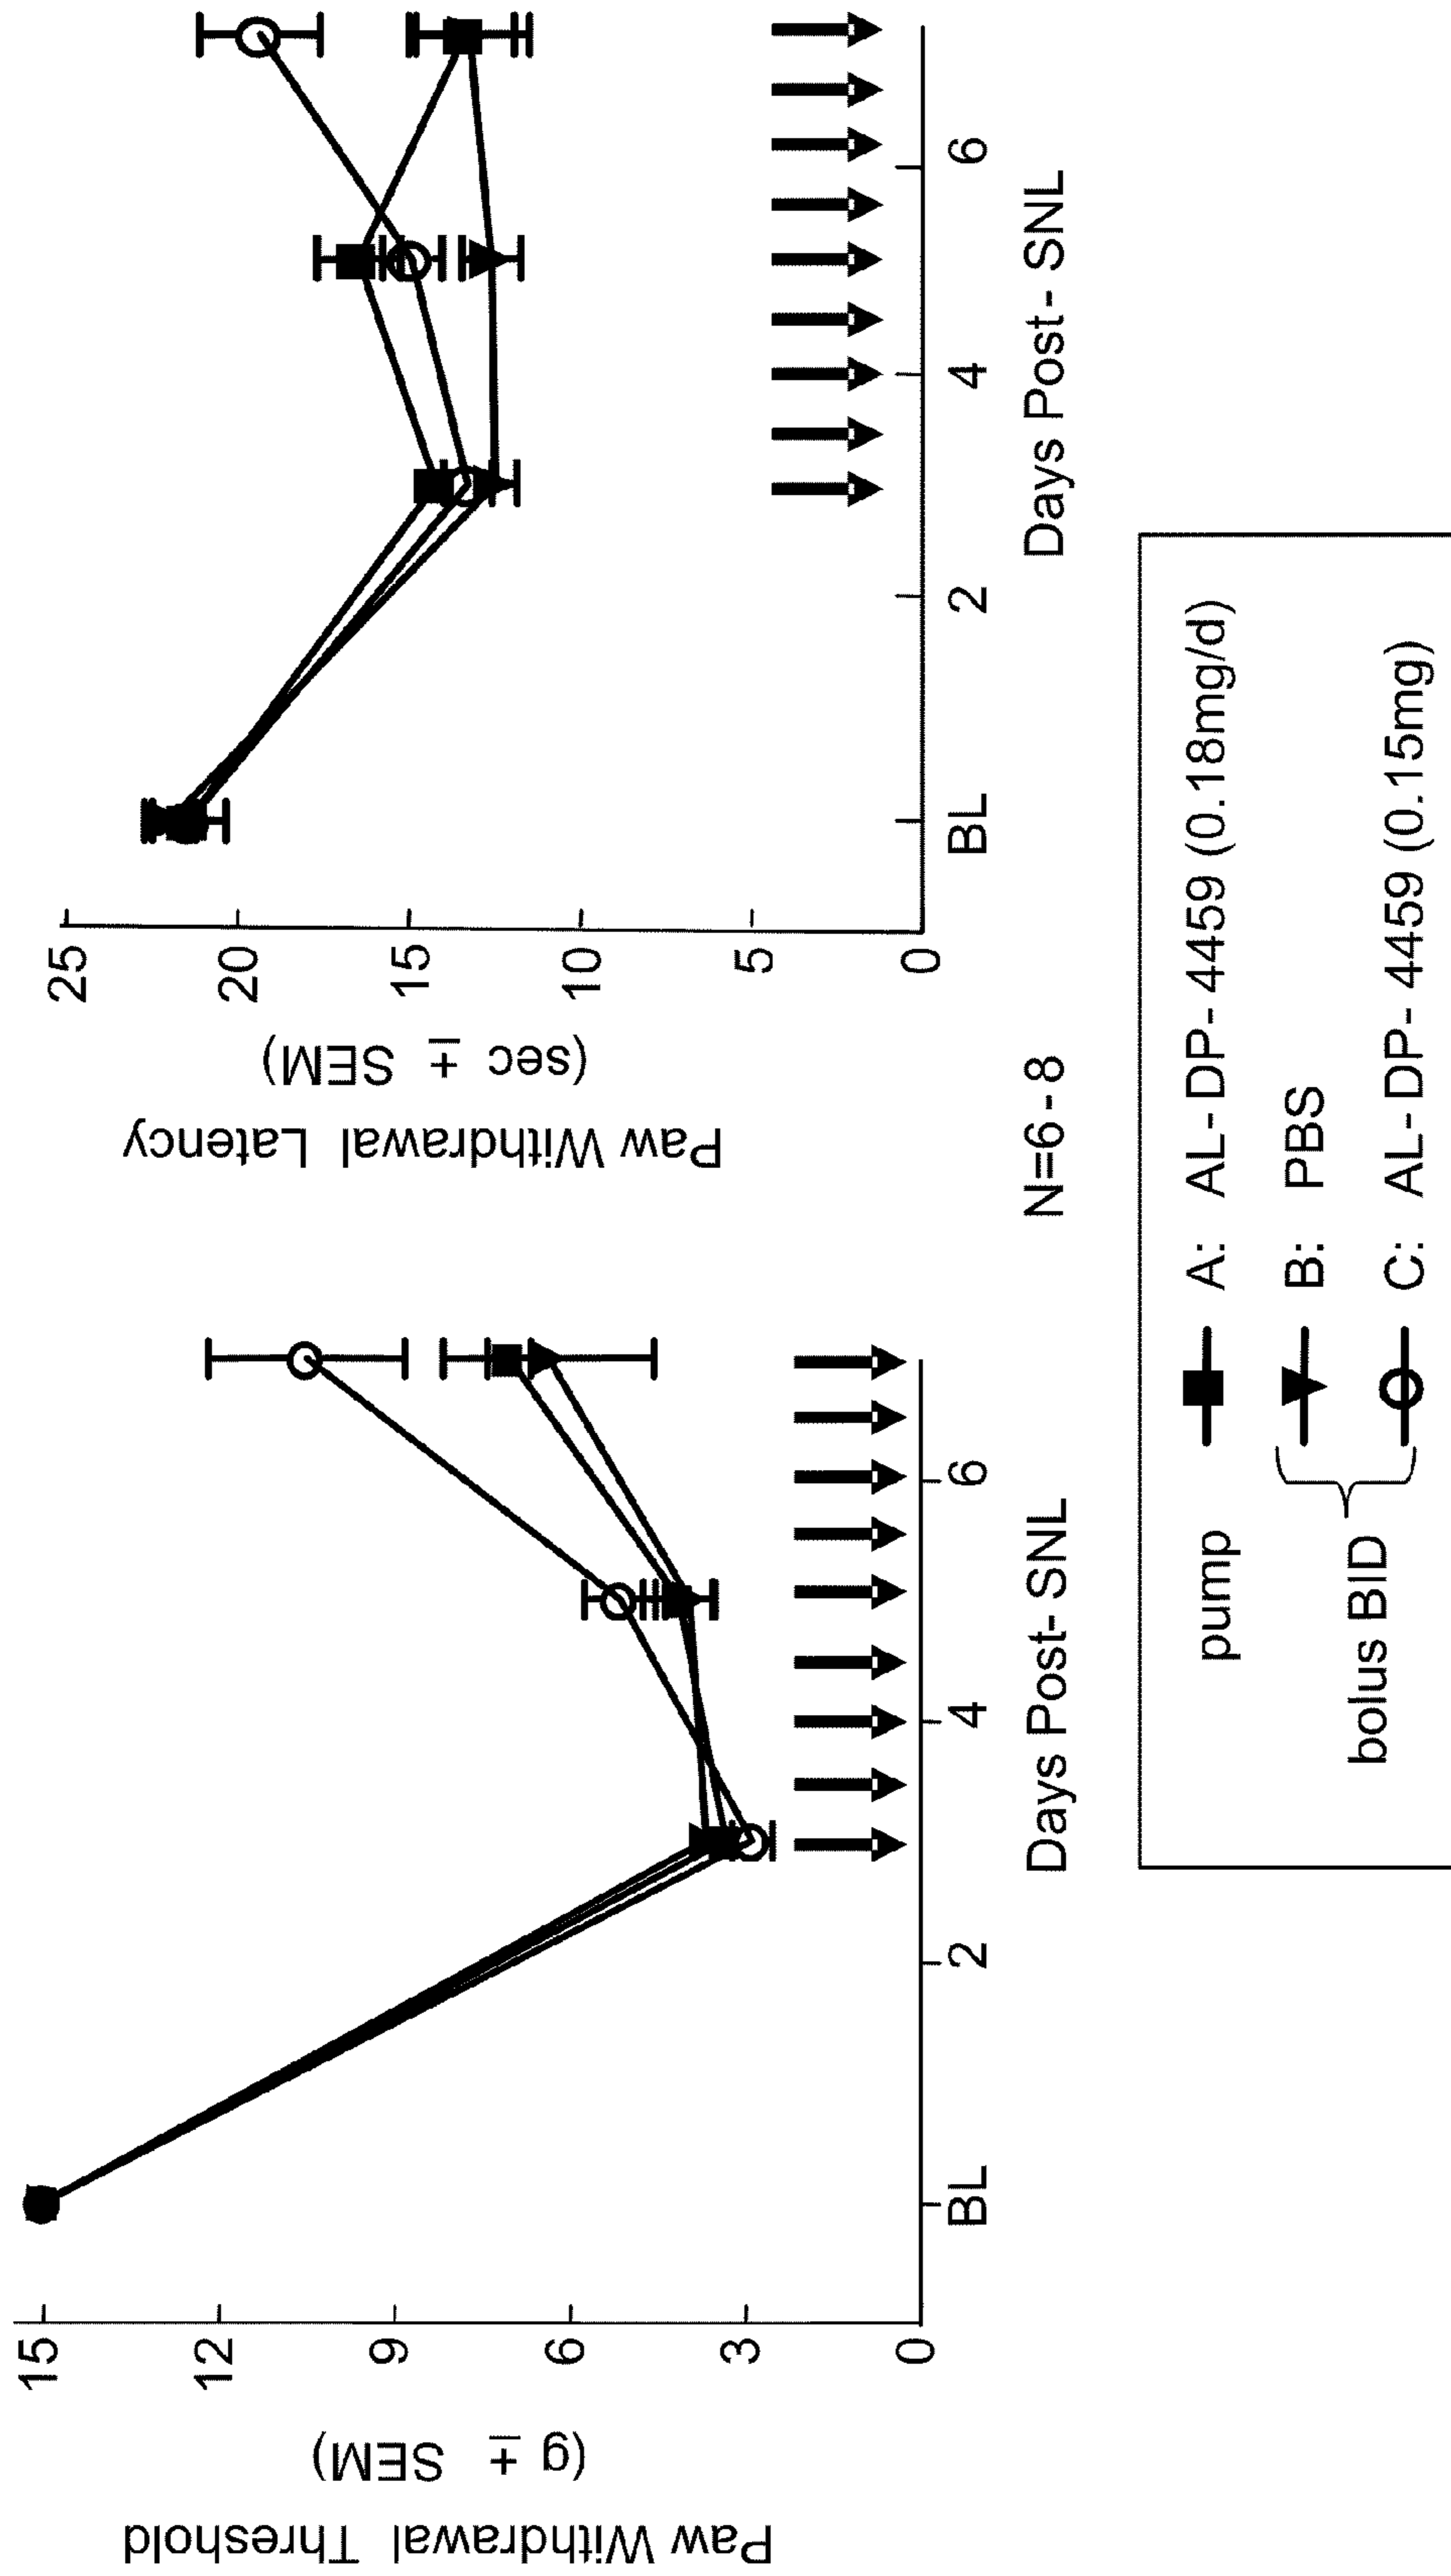 Paw Withdrawal Threshold
(g ± SEM)
15
12
9
6
3
0
BL
2
4
6
Days Post-SNL
Paw Withdrawal Latency
(sec ± SEM)
25
20
15
10
5
0
BL
2
4
6
Days Post-SNL
N=6-8
pump
A: AL-DP-4459 (0.18mg/d)
bolus BID
B: PBS
C: AL-DP-4459 (0.15mg)